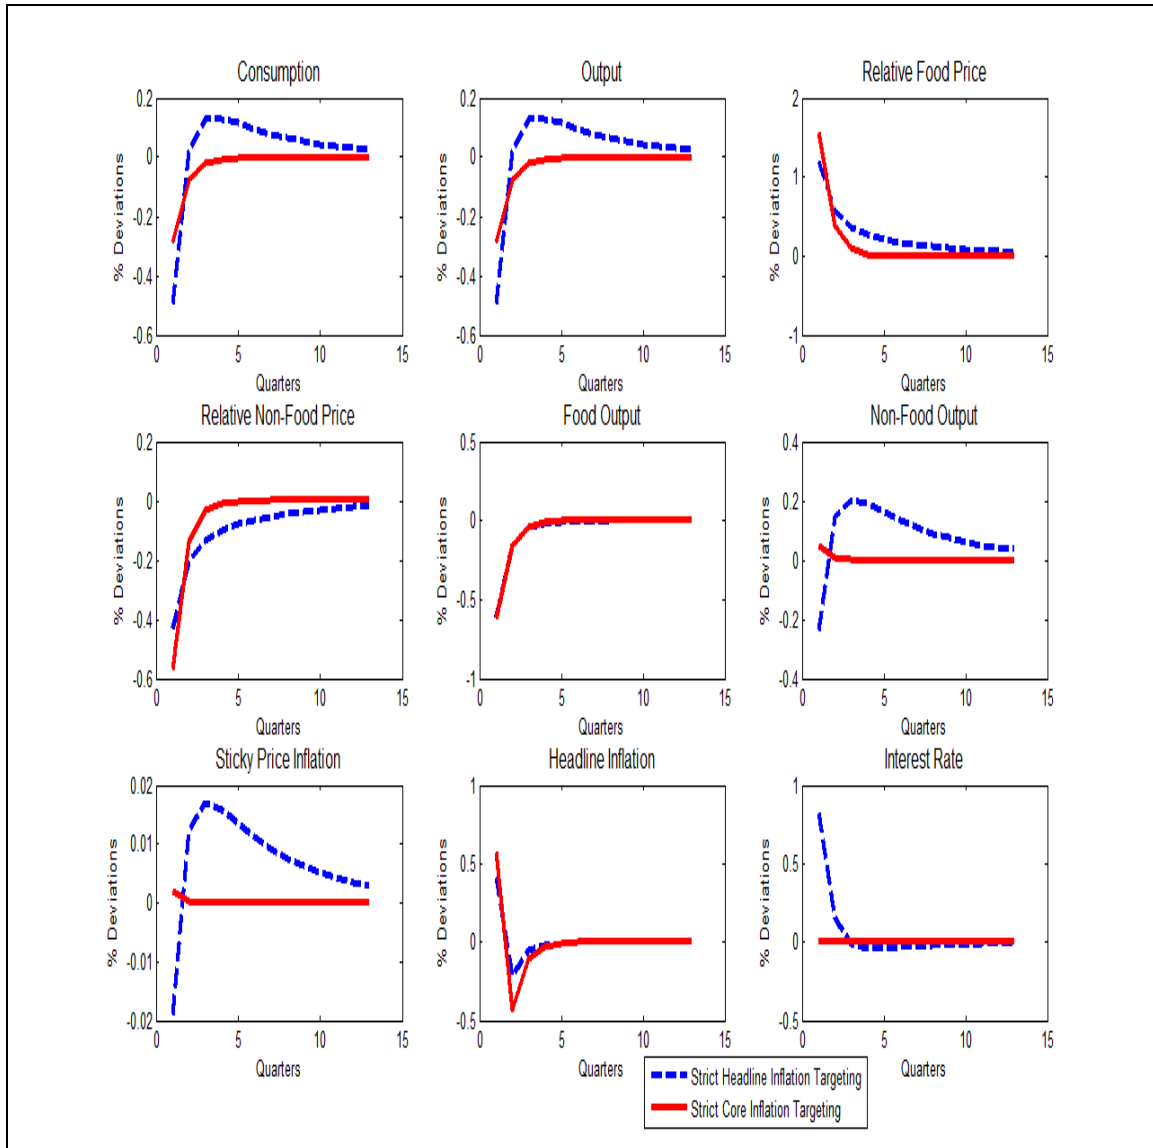 Consumption
% Deviations
0.2
0
-0.2
-0.4
-0.6
0
5
10
15
Quarters
Output
% Deviations
0.2
0
-0.2
-0.4
-0.6
0
5
10
15
Quarters
Relative Food Price
% Deviations
2
1
0
-1
0
5
10
15
Quarters
Relative Non-Food Price
% Deviations
0.2
0
-0.2
-0.4
-0.6
0
5
10
15
Quarters
Food Output
% Deviations
0.5
0
-0.5
-1
0
5
10
15
Quarters
Non-Food Output
% Deviations
0.4
0.2
0
-0.2
-0.4
0
5
10
15
Quarters
Sticky Price Inflation
% Deviations
0.02
0.01
0
-0.01
-0.02
0
5
10
15
Quarters
Headline Inflation
% Deviations
1
0.5
0
-0.5
0
5
10
15
Quarters
Interest Rate
% Deviations
1
0.5
0
-0.5
0
5
10
15
Quarters
Strict Headline Inflation Targeting
Strict Core Inflation Targeting